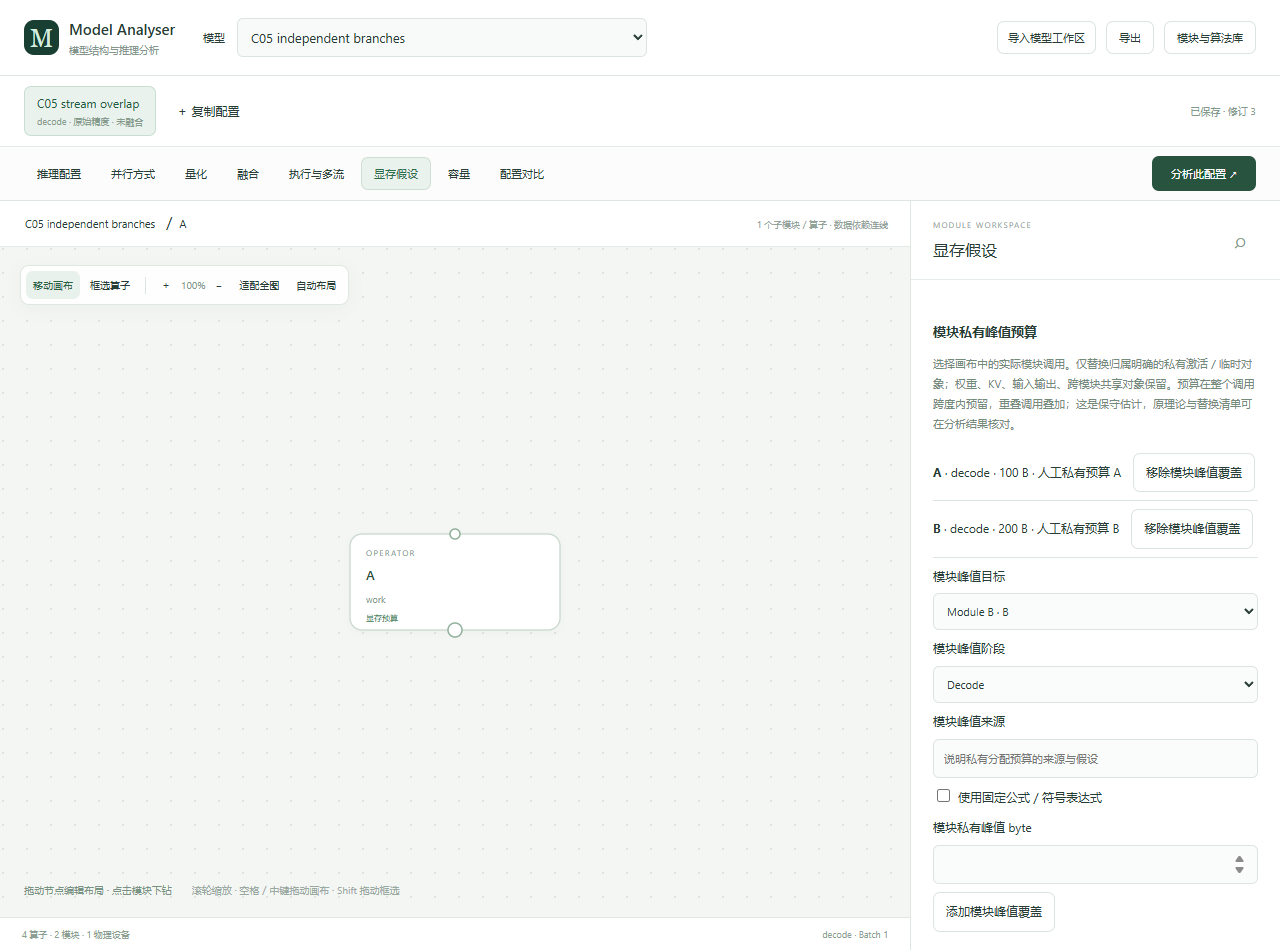 M
Model Analyser
模型结构与推理分析
模型
C05 independent branches
导入模型工作区
导出
模块与算法库
C05 stream overlap
decode · 原始精度 · 未融合
+ 复制配置
已保存 · 修订 3
推理配置
并行方式
量化
融合
执行与多流
显存假设
容量
配置对比
分析此配置 ↗
C05 independent branches / A
1 个子模块 / 算子 · 数据依赖连线
移动画布
框选算子
+ 100% −
适配全图
自动布局
OPERATOR
A
work
显存预算
拖动节点编辑布局 · 点击模块下钻
滚轮缩放 · 空格 / 中键拖动画布 · Shift 拖动框选
4 算子 · 2 模块 · 1 物理设备
decode · Batch 1
MODULE WORKSPACE
显存假设
模块私有峰值预算
选择画布中的实际模块调用。仅替换归属明确的私有激活 / 临时对
象；权重、KV、输入输出、跨模块共享对象保留。预算在整个调用
跨度内预留，重叠调用叠加；这是保守估计，原理论与替换清单可
在分析结果核对。
A · decode · 100 B · 人工私有预算 A
移除模块峰值覆盖
B · decode · 200 B · 人工私有预算 B
移除模块峰值覆盖
模块峰值目标
Module B · B
模块峰值阶段
Decode
模块峰值来源
说明私有分配预算的来源与假设
使用固定公式 / 符号表达式
模块私有峰值 byte
添加模块峰值覆盖